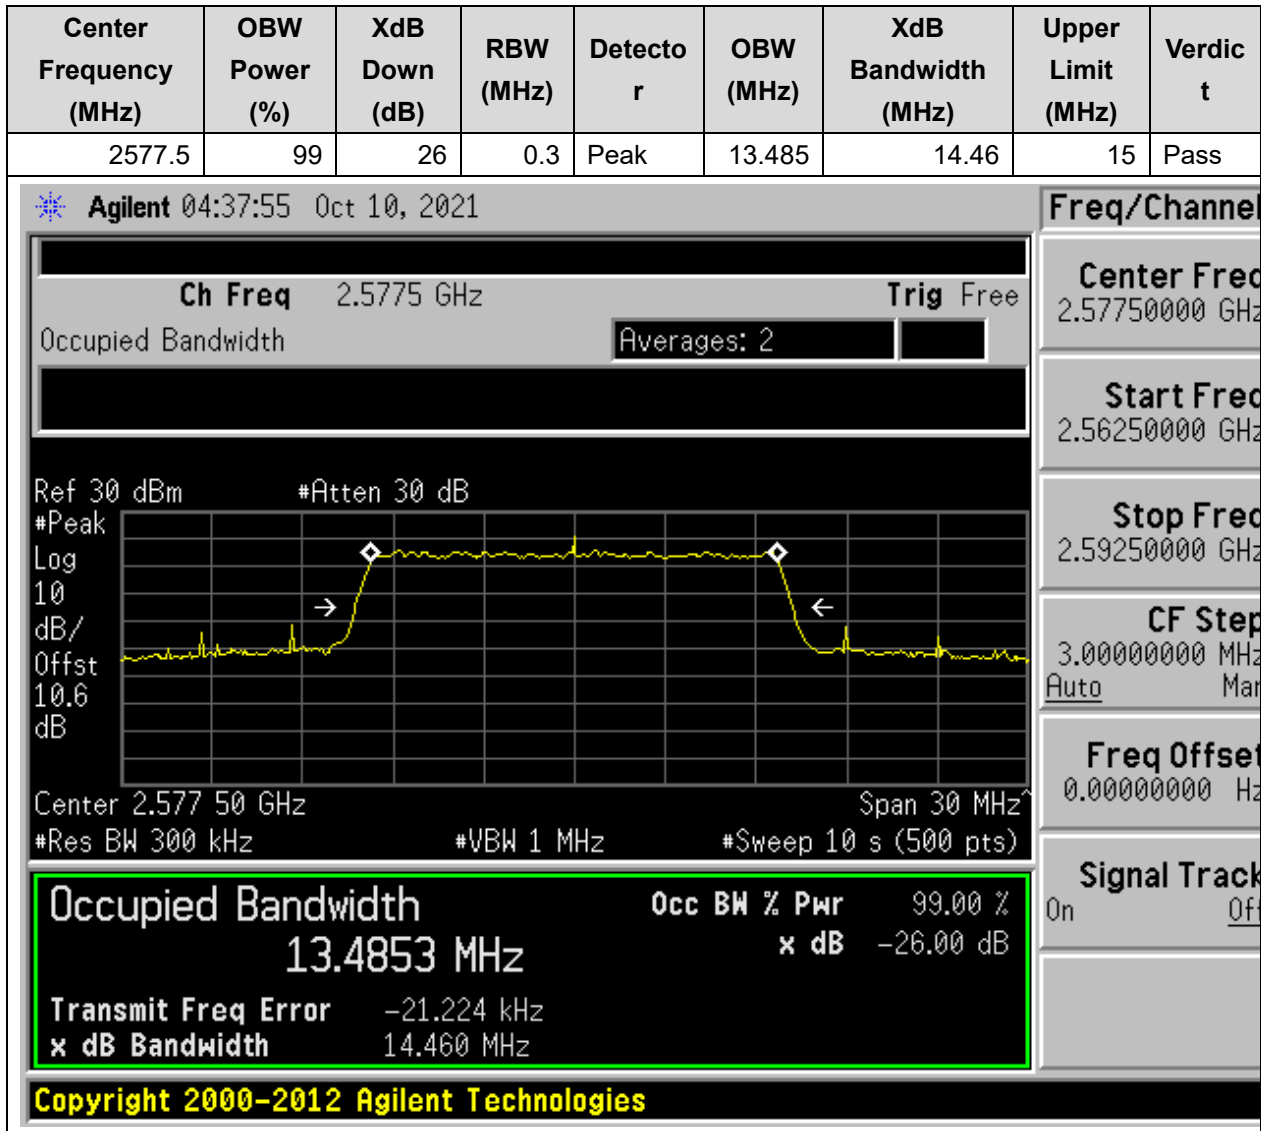 Center Frequency (MHz) OBW Power (%) XdB Down (dB) RBW (MHz) Detector OBW (MHz) XdB Bandwidth (MHz) Upper Limit (MHz) Verdict
2577.5 99 26 0.3 Peak 13.485 14.46 15 Pass
Agilent 04:37:55 Oct 10, 2021
Freq/Channel
Ch Freq 2.5775 GHz Trig Free
Occupied Bandwidth Averages: 2
Center Freq
2.57750000 GHz
Start Freq
2.56250000 GHz
Stop Freq
2.59250000 GHz
CF Step
3.00000000 MHz
Auto Man
Freq Offset
0.00000000 Hz
Signal Track
On Off
Ref 30 dBm #Atten 30 dB
#Peak
Log
10
dB/
Offst
10.6
dB
Center 2.577 50 GHz Span 30 MHz^
#Res BW 300 kHz #VBW 1 MHz #Sweep 10 s (500 pts)
Occupied Bandwidth
13.4853 MHz
Occ BW % Pwr 99.00 %
x dB -26.00 dB
Transmit Freq Error -21.224 kHz
x dB Bandwidth 14.460 MHz
Copyright 2000-2012 Agilent Technologies